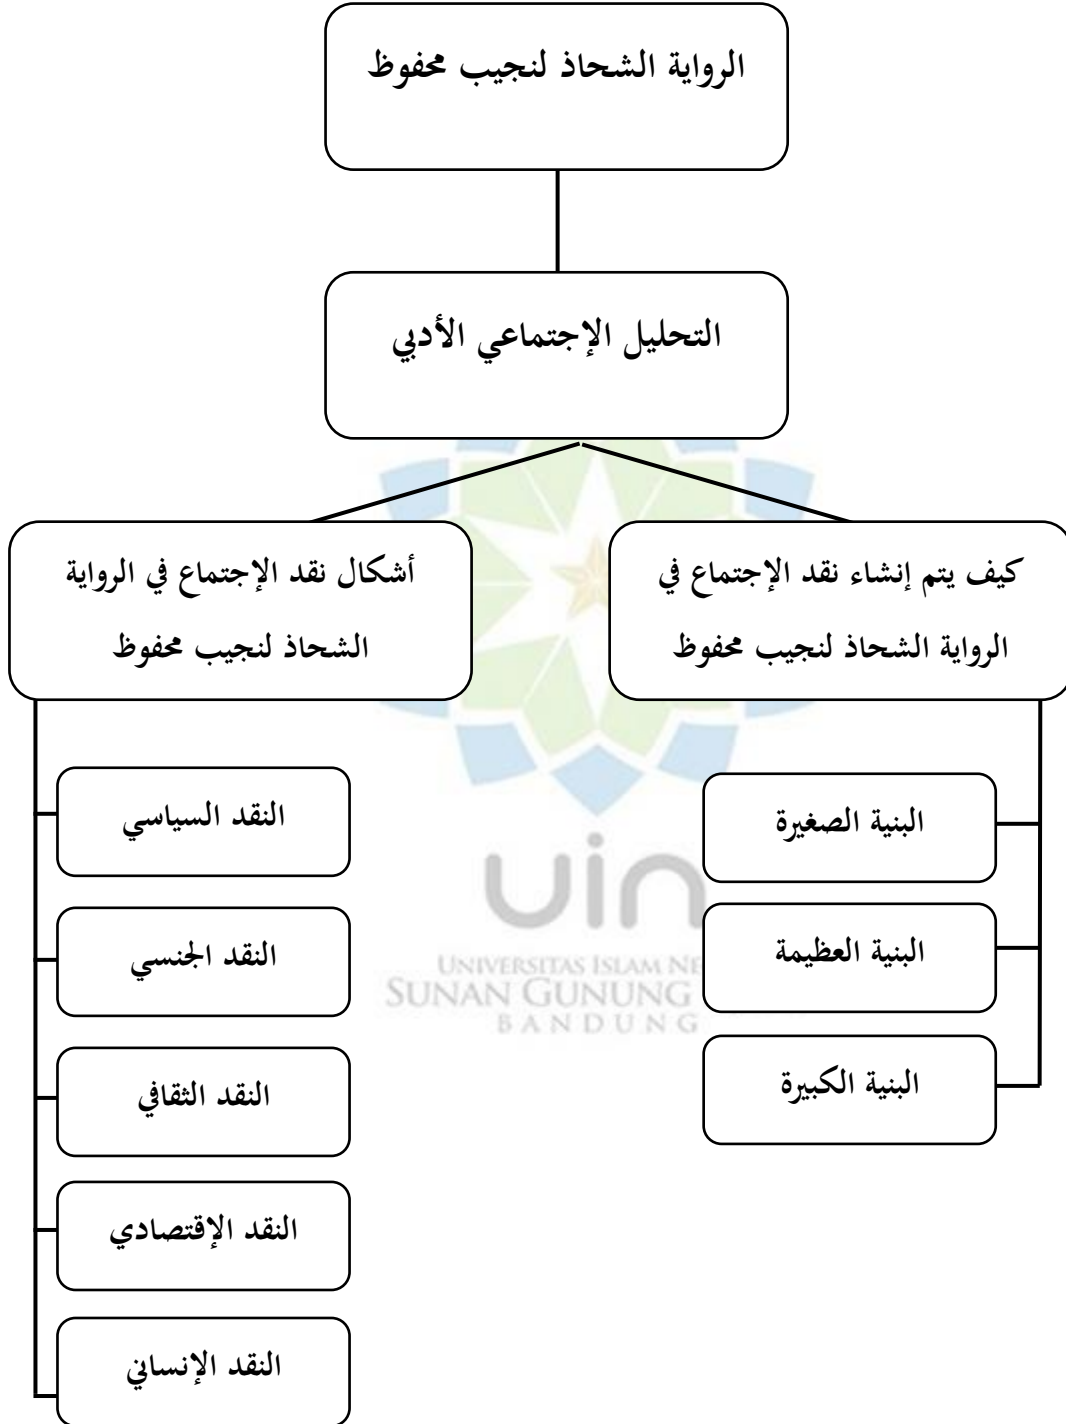 الرواية الشحاذ لنجيب محفوظ
التحليل الإجتماعي الأدبي
كيف يتم إنشاء نقد الإجتماع في
الرواية الشحاذ لنجيب محفوظ
البنية الصغيرة
البنية العظيمة
البنية الكبيرة
أشكال نقد الإجتماع في الرواية
الشحاذ لنجيب محفوظ
النقد السياسي
النقد الجنسي
النقد الثقافي
النقد الإقتصادي
النقد الإنساني
uin
UNIVERSITAS ISLAM NE
SUNAN GUNUNG
BANDUNG